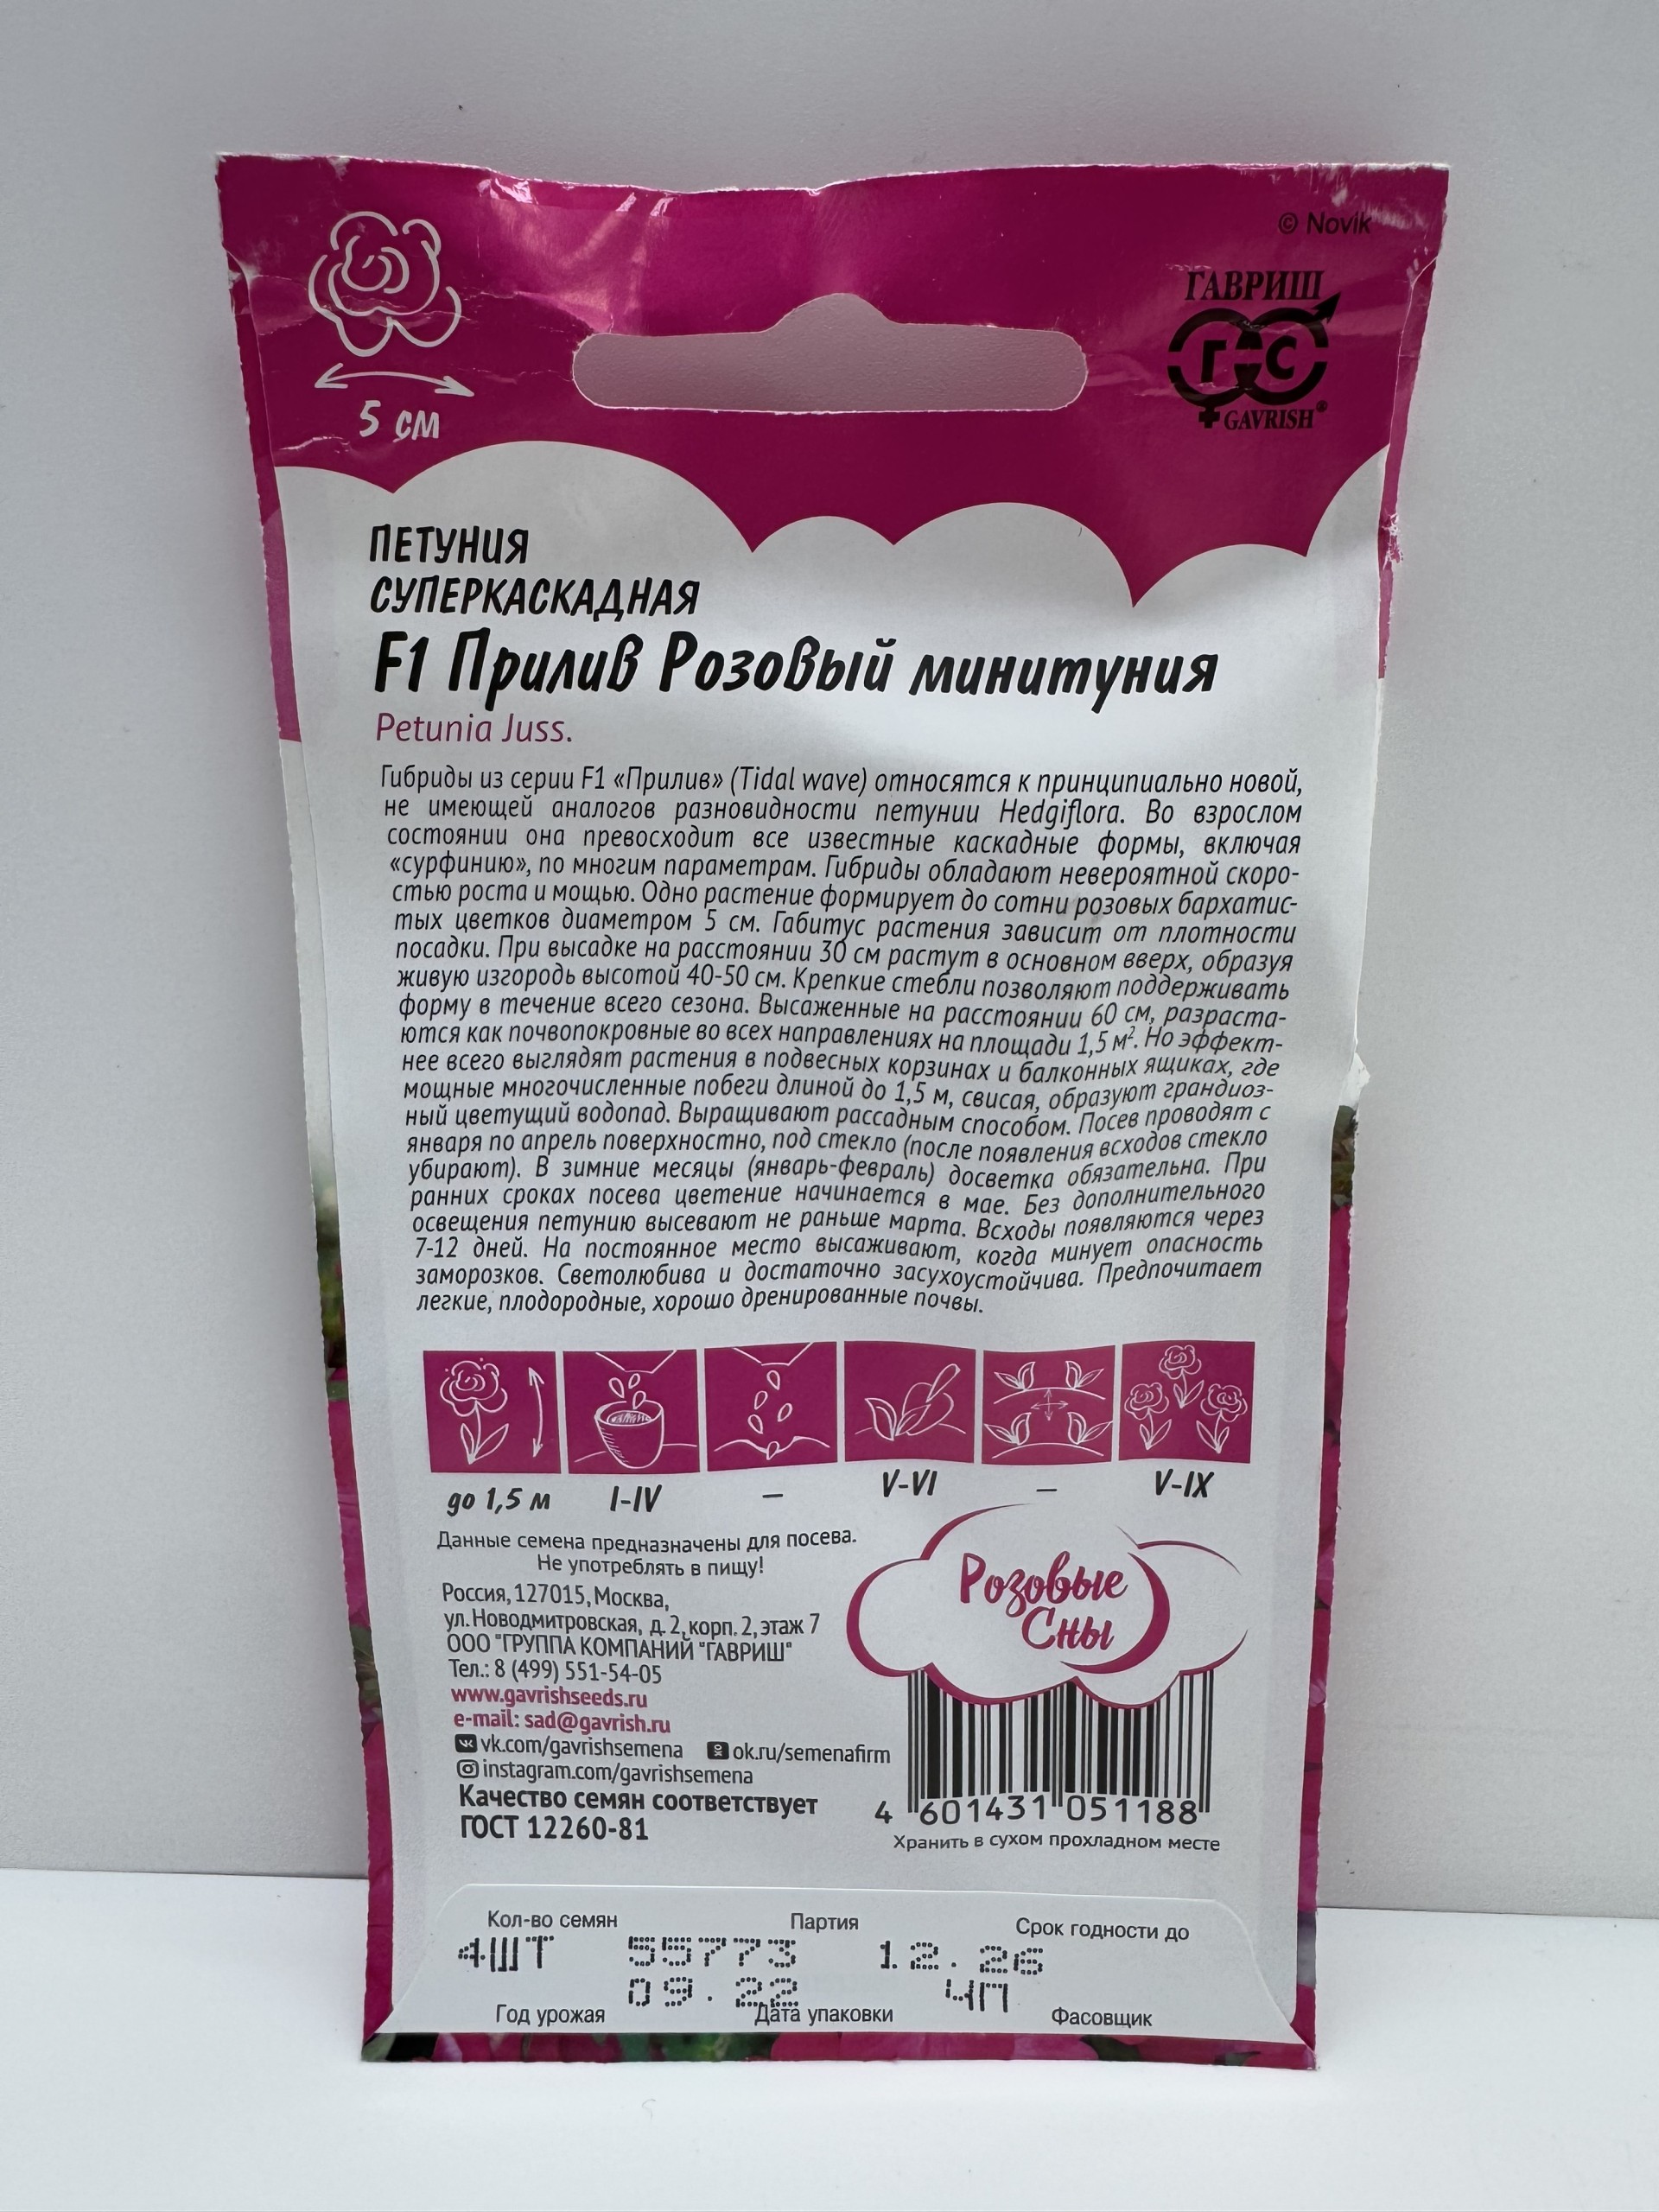 © Novik
ГАВРИШ
ГС
GAVRISH®
5 см
ПЕТУНИЯ
СУПЕРКАСКАДНАЯ
F1 Прилив Розовый минитуния
Petunia Juss.
Гибриды из серии F1 «Прилив» (Tidal wave) относятся к принципиально новой,
не имеющей аналогов разновидности петунии Hedgiflora. Во взрослом
состоянии она превосходит все известные каскадные формы, включая
«сурфинию», по многим параметрам. Гибриды обладают невероятной скоро-
стью роста и мощью. Одно растение формирует до сотни розовых бархатис-
тых цветков диаметром 5 см. Габитус растения зависит от плотности
посадки. При высадке на расстоянии 30 см растут в основном вверх, образуя
живую изгородь высотой 40-50 см. Крепкие стебли позволяют поддерживать
форму в течение всего сезона. Высаженные на расстоянии 60 см, разраста-
ются как почвопокровные во всех направлениях на площади 1,5 м². Но эффект-
нее всего выглядят растения в подвесных корзинах и балконных ящиках, где
мощные многочисленные побеги длиной до 1,5 м, свисая, образуют грандиоз-
ный цветущий водопад. Выращивают рассадным способом. Посев проводят с
января по апрель поверхностно, под стекло (после появления всходов стекло
убирают). В зимние месяцы (январь-февраль) досветка обязательна. При
ранних сроках посева цветение начинается в мае. Без дополнительного
освещения петунию высевают не раньше марта. Всходы появляются через
7-12 дней. На постоянное место высаживают, когда минует опасность
заморозков. Светолюбива и достаточно засухоустойчива. Предпочитает
легкие, плодородные, хорошо дренированные почвы.
до 1,5 м I-IV – V-VI – V-IX
Данные семена предназначены для посева.
Не употреблять в пищу!
Россия, 127015, Москва,
ул. Новодмитровская, д. 2, корп. 2, этаж 7
ООО "ГРУППА КОМПАНИЙ "ГАВРИШ"
Тел.: 8 (499) 551-54-05
www.gavrishseeds.ru
e-mail: sad@gavrish.ru
vk.com/gavrishsemena ok.ru/semenafirm
instagram.com/gavrishsemena
Качество семян соответствует
ГОСТ 12260-81
Розовые
Сны
4 601431 051188
Хранить в сухом прохладном месте
Кол-во семян Партия Срок годности до
4ШТ 55773 12.26
09.22 ЧП
Год урожая Дата упаковки Фасовщик